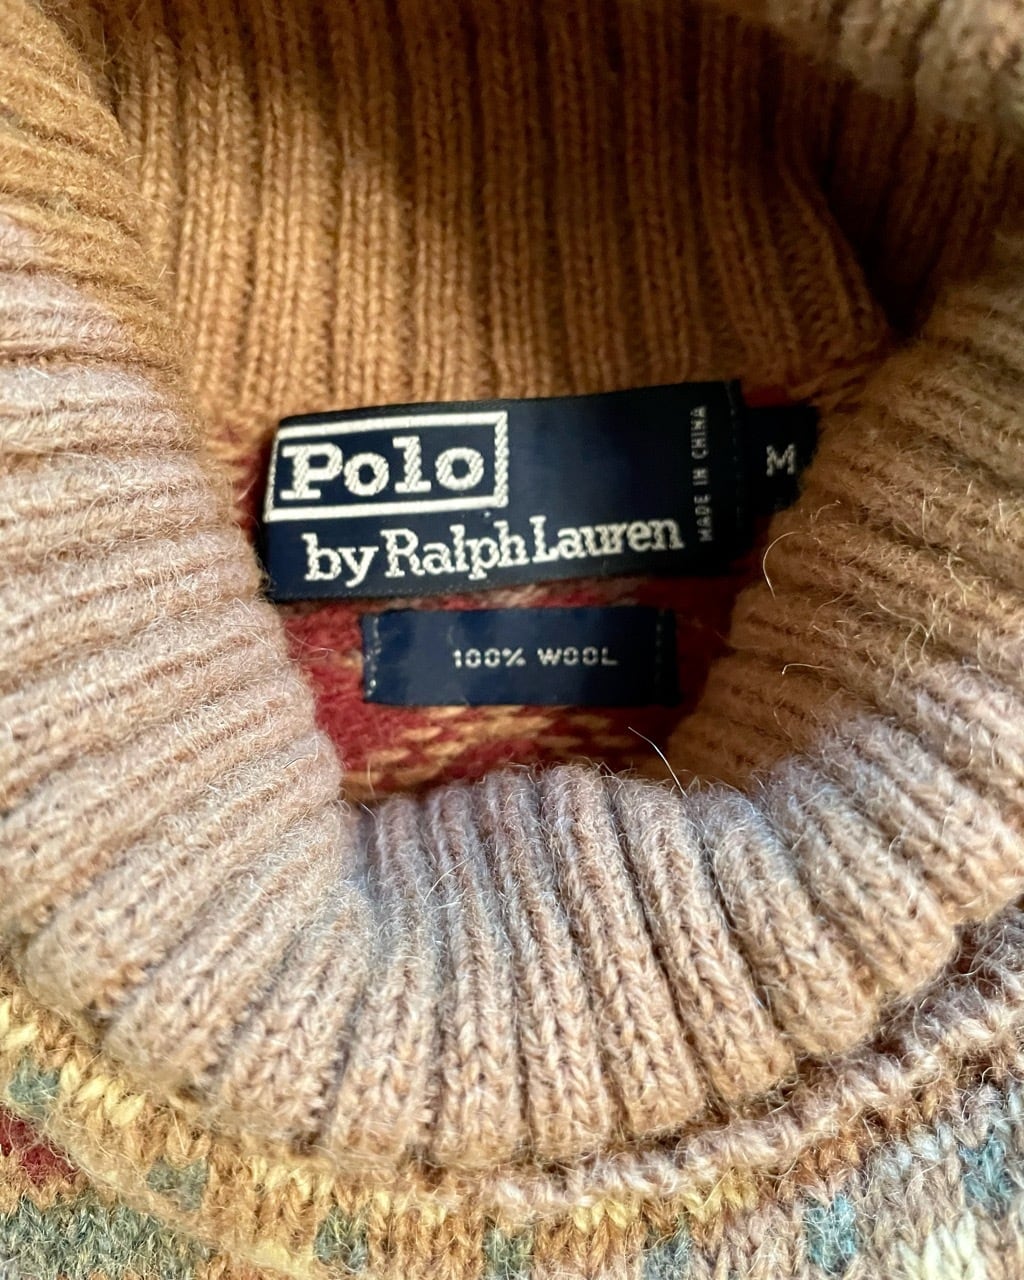 Polo
by Ralph Lauren
MADE IN CHINA
M
100% WOOL